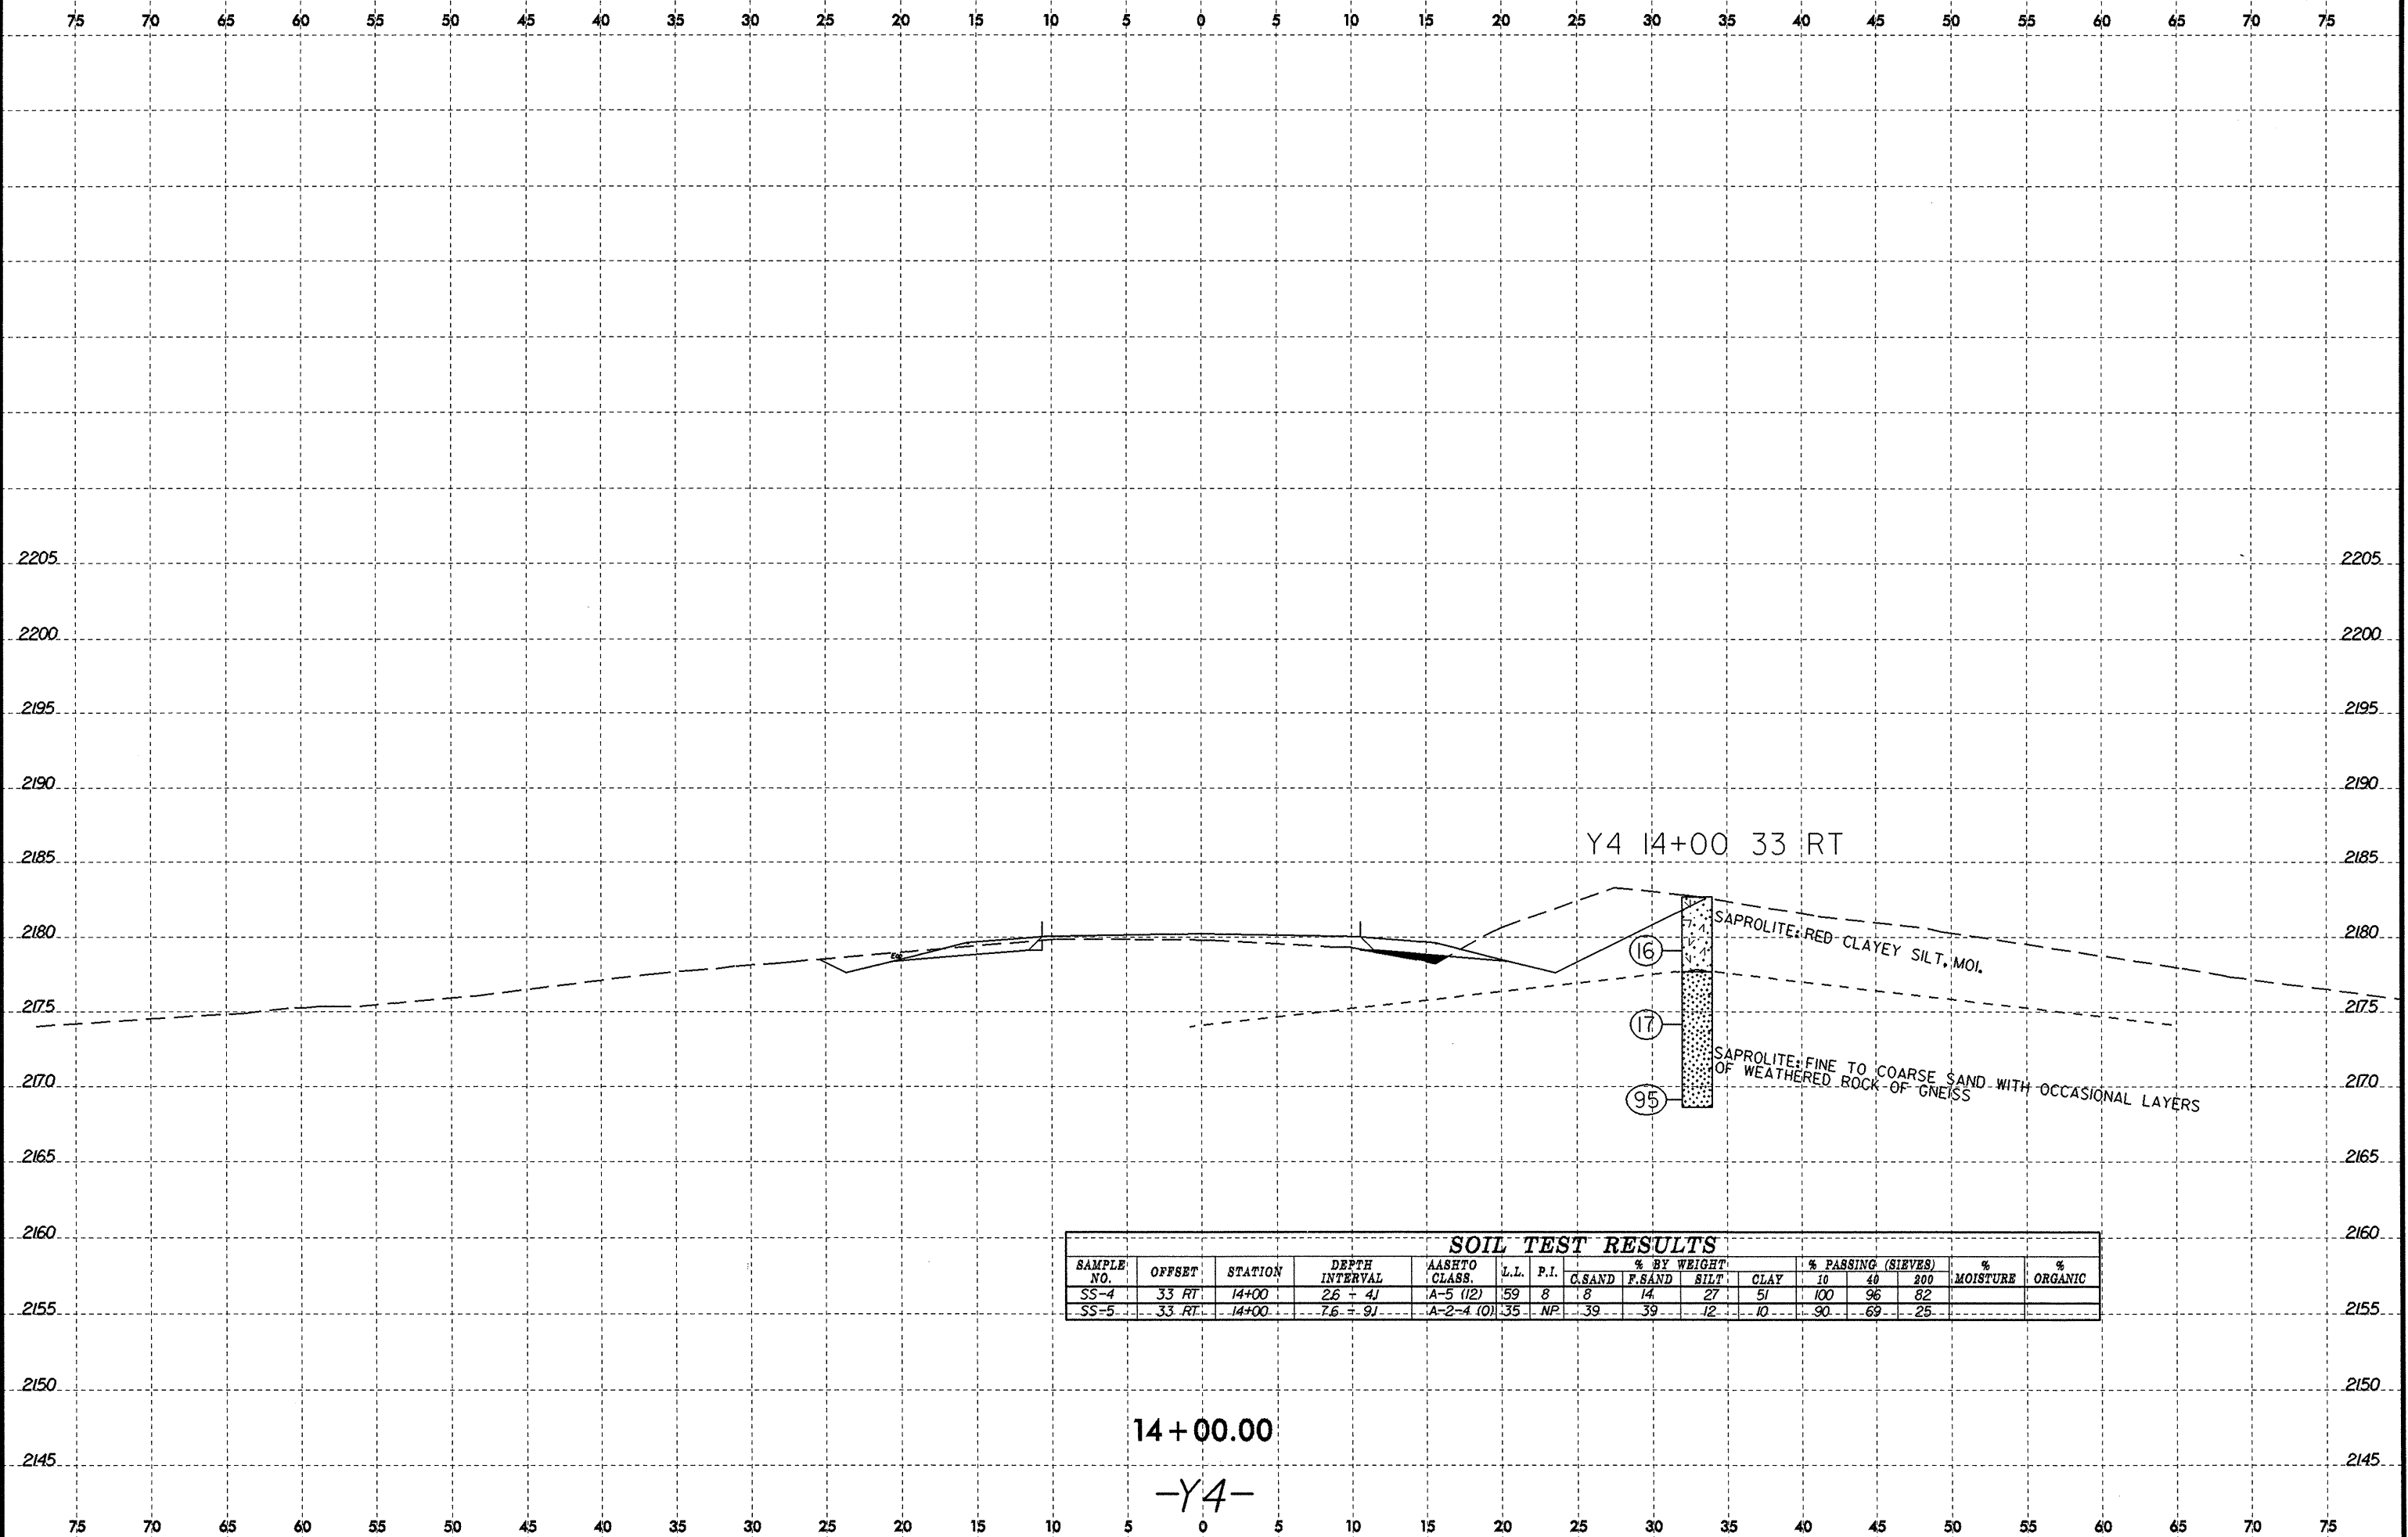 75 70 65 60 55 50 45 40 35 30 25 20 15 10 5 0 5 10 15 20 25 30 35 40 45 50 55 60 65 70 75
2205 2205
2200 2200
2195 2195
2190 2190
Y4 14+00 33 RT
2185 2185
SAPROLITE: RED CLAYEY SILT, MOI.
2180 2180
16
2175 2175
17
SAPROLITE: FINE TO COARSE SAND WITH OCCASIONAL LAYERS
OF WEATHERED ROCK OF GNEISS
2170 2170
95
2165 2165
2160 2160
SOIL TEST RESULTS
SAMPLE NO. OFFSET STATION DEPTH INTERVAL AASHTO CLASS. L.L. P.I. % BY WEIGHT C.SAND F.SAND SILT CLAY % PASSING (SIEVES) 10 40 200 % MOISTURE % ORGANIC
SS-4 33 RT 14+00 2.6 - 4.1 A-5 (12) 59 8 8 14 27 51 100 96 82
SS-5 33 RT 14+00 7.6 - 9.1 A-2-4 (0) 35 NP 39 39 12 10 90 69 25
2155 2155
2150 2150
14+00.00
2145 2145
-Y4-
75 70 65 60 55 50 45 40 35 30 25 20 15 10 5 0 5 10 15 20 25 30 35 40 45 50 55 60 65 70 75